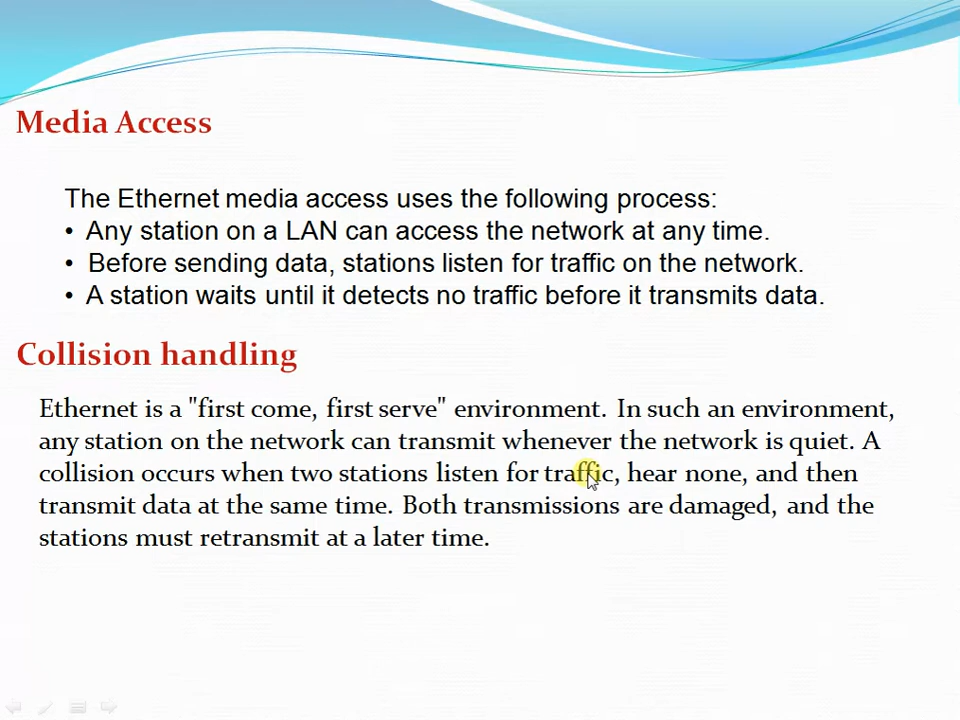 Media Access
The Ethernet media access uses the following process:
• Any station on a LAN can access the network at any time.
• Before sending data, stations listen for traffic on the network.
• A station waits until it detects no traffic before it transmits data.
Collision handling
Ethernet is a "first come, first serve" environment. In such an environment,
any station on the network can transmit whenever the network is quiet. A
collision occurs when two stations listen for traffic, hear none, and then
transmit data at the same time. Both transmissions are damaged, and the
stations must retransmit at a later time.